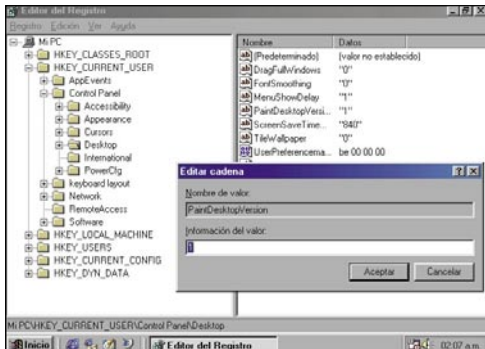 Editor del Registro
Registro Edición Ver Ayuda
Mi PC
HKEY_CLASSES_ROOT
HKEY_CURRENT_USER
AppEvents
Control Panel
Accessibility
Appearance
Cursors
Desktop
International
PowerCfg
keyboard layout
Network
RemoteAccess
Software
HKEY_LOCAL_MACHINE
HKEY_USERS
HKEY_CURRENT_CONFIG
HKEY_DYN_DATA
Nombre Datos
(Predeterminado) (valor no establecido)
DragFullWindows "0"
FontSmoothing "0"
MenuShowDelay "1"
PaintDesktopVersi... "1"
ScreenSaveTime... "840"
TileWallpaper "0"
UserPreferencema... be 00 00 00
Editar cadena
Nombre de valor:
PaintDesktopVersion
Información del valor:
1
Aceptar Cancelar
Mi PC\HKEY_CURRENT_USER\Control Panel\Desktop
Inicio Editor del Registro 02:07 a.m.